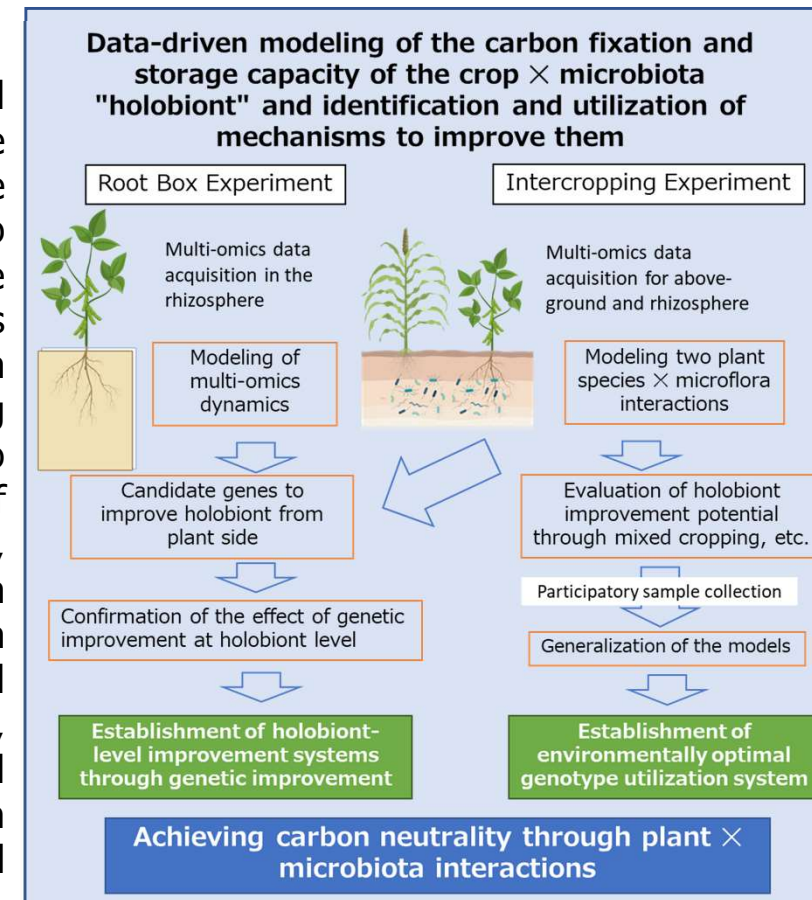 Data-driven modeling of the carbon fixation and
storage capacity of the crop × microbiota
"holobiont" and identification and utilization of
mechanisms to improve them
Root Box Experiment
Multi-omics data
acquisition in the
rhizosphere
Modeling of
multi-omics
dynamics
Candidate genes to
improve holobiont from
plant side
Confirmation of the effect of genetic
improvement at holobiont level
Establishment of holobiont-
level improvement systems
through genetic improvement
Intercropping Experiment
Multi-omics data
acquisition for above-
ground and rhizosphere
Modeling two plant
species × microflora
interactions
Evaluation of holobiont
improvement potential
through mixed cropping, etc.
Participatory sample collection
Generalization of the models
Establishment of
environmentally optimal
genotype utilization system
Achieving carbon neutrality through plant ×
microbiota interactions